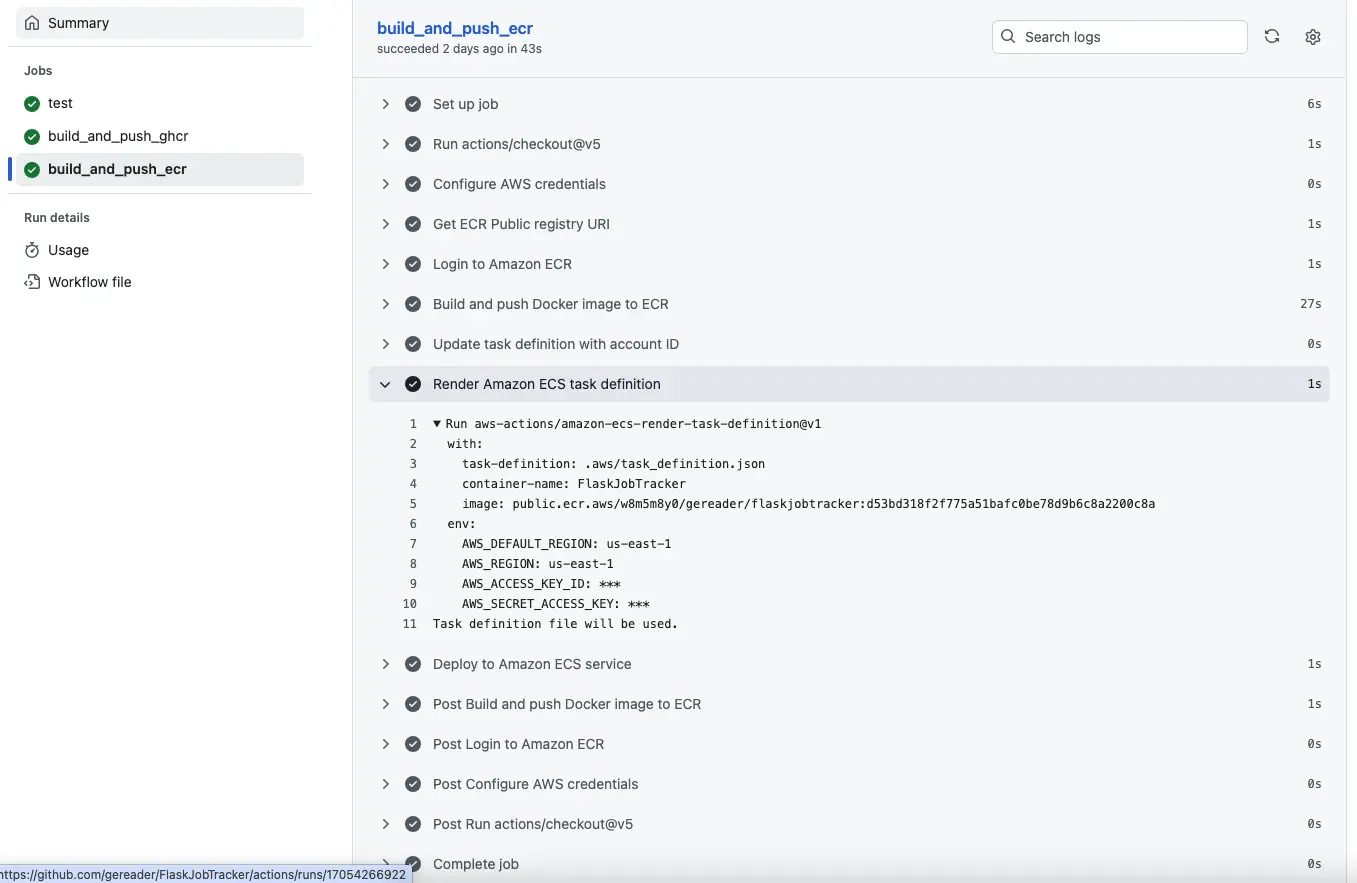 Summary
Jobs
test
build_and_push_ghcr
build_and_push_ecr
Run details
Usage
Workflow file
build_and_push_ecr
succeeded 2 days ago in 43s
Search logs
Set up job 6s
Run actions/checkout@v5 1s
Configure AWS credentials 0s
Get ECR Public registry URI 1s
Login to Amazon ECR 1s
Build and push Docker image to ECR 27s
Update task definition with account ID 0s
Render Amazon ECS task definition 1s
1 Run aws-actions/amazon-ecs-render-task-definition@v1
2 with:
3 task-definition: .aws/task_definition.json
4 container-name: FlaskJobTracker
5 image: public.ecr.aws/w8m5m8y0/gereader/flaskjobtracker:d53bd318f2f775a51bafc0be78d9b6c8a2200c8a
6 env:
7 AWS_DEFAULT_REGION: us-east-1
8 AWS_REGION: us-east-1
9 AWS_ACCESS_KEY_ID: ***
10 AWS_SECRET_ACCESS_KEY: ***
11 Task definition file will be used.
Deploy to Amazon ECS service 1s
Post Build and push Docker image to ECR 1s
Post Login to Amazon ECR 0s
Post Configure AWS credentials 0s
Post Run actions/checkout@v5 0s
Complete job 0s
https://github.com/gereader/FlaskJobTracker/actions/runs/17054266922